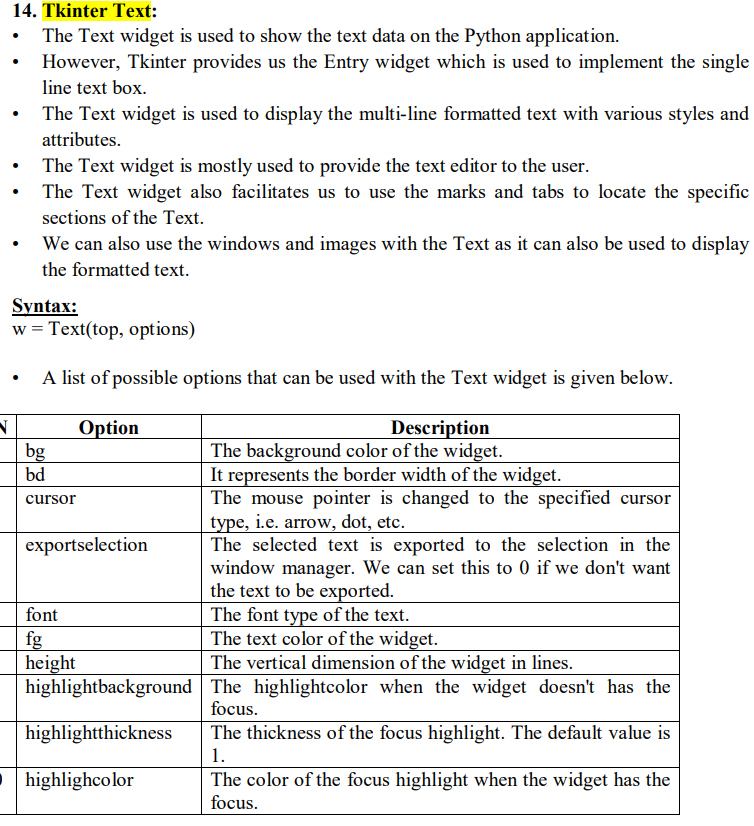 14. Tkinter Text:
• The Text widget is used to show the text data on the Python application.
• However, Tkinter provides us the Entry widget which is used to implement the single
line text box.
• The Text widget is used to display the multi-line formatted text with various styles and
attributes.
• The Text widget is mostly used to provide the text editor to the user.
• The Text widget also facilitates us to use the marks and tabs to locate the specific
sections of the Text.
• We can also use the windows and images with the Text as it can also be used to display
the formatted text.
Syntax:
w = Text(top, options)
• A list of possible options that can be used with the Text widget is given below.
N Option Description
bg The background color of the widget.
bd It represents the border width of the widget.
cursor The mouse pointer is changed to the specified cursor
type, i.e. arrow, dot, etc.
exportselection The selected text is exported to the selection in the
window manager. We can set this to 0 if we don't want
the text to be exported.
font The font type of the text.
fg The text color of the widget.
height The vertical dimension of the widget in lines.
highlightbackground The highlightcolor when the widget doesn't has the
focus.
highlightthickness The thickness of the focus highlight. The default value is
1.
highlighcolor The color of the focus highlight when the widget has the
focus.